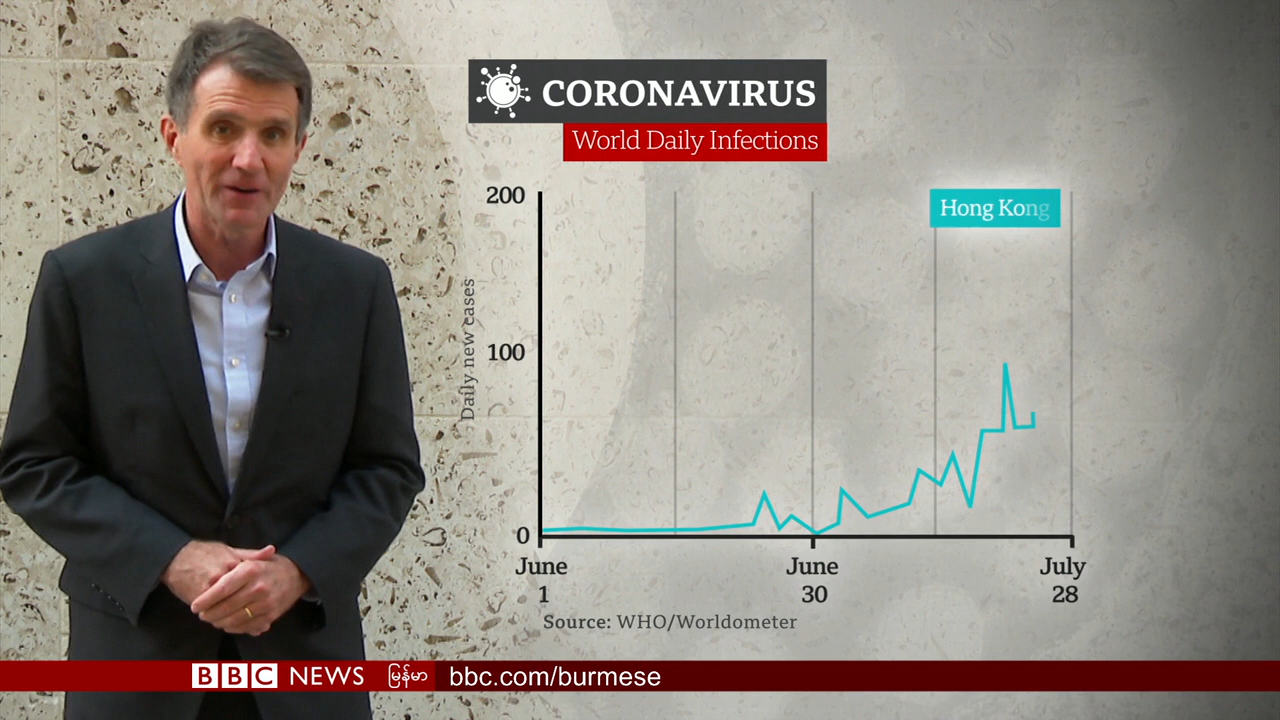 CORONAVIRUS
World Daily Infections
200
Hong Kong
Daily new cases
100
0
June 1
June 30
July 28
Source: WHO/Worldometer
BBC NEWS မြန်မာ bbc.com/burmese